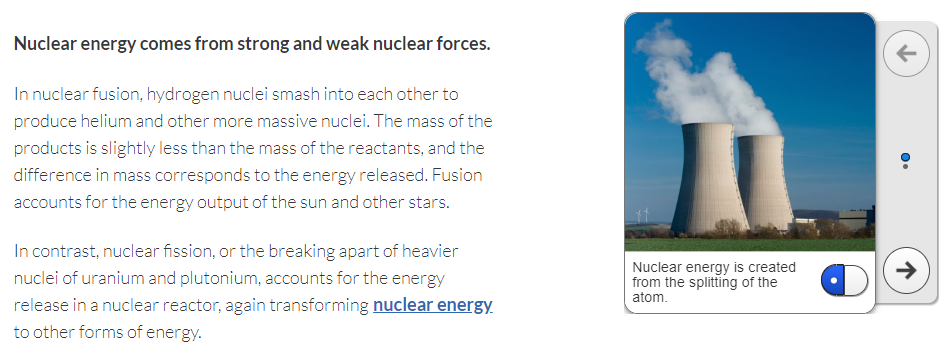 Nuclear energy comes from strong and weak nuclear forces.
In nuclear fusion, hydrogen nuclei smash into each other to
produce helium and other more massive nuclei. The mass of the
products is slightly less than the mass of the reactants, and the
difference in mass corresponds to the energy released. Fusion
accounts for the energy output of the sun and other stars.
In contrast, nuclear fission, or the breaking apart of heavier
nuclei of uranium and plutonium, accounts for the energy
release in a nuclear reactor, again transforming nuclear energy
to other forms of energy.
Nuclear energy is created
from the splitting of the
atom.